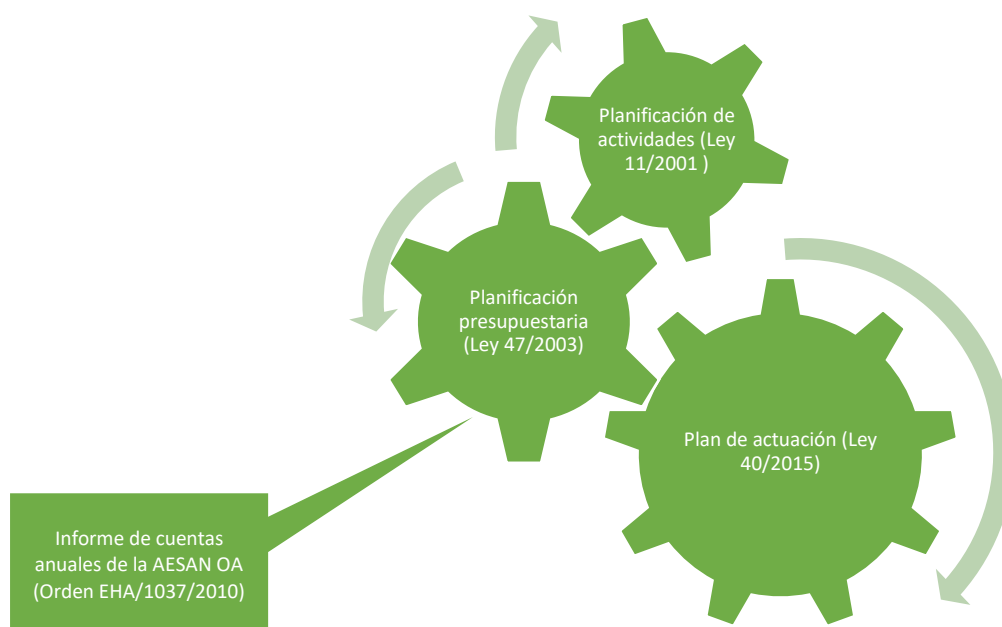 Planificación de
actividades (Ley
11/2001 )
Planificación
presupuestaria
(Ley 47/2003)
Plan de actuación (Ley
40/2015)
Informe de cuentas
anuales de la AESAN OA
(Orden EHA/1037/2010)